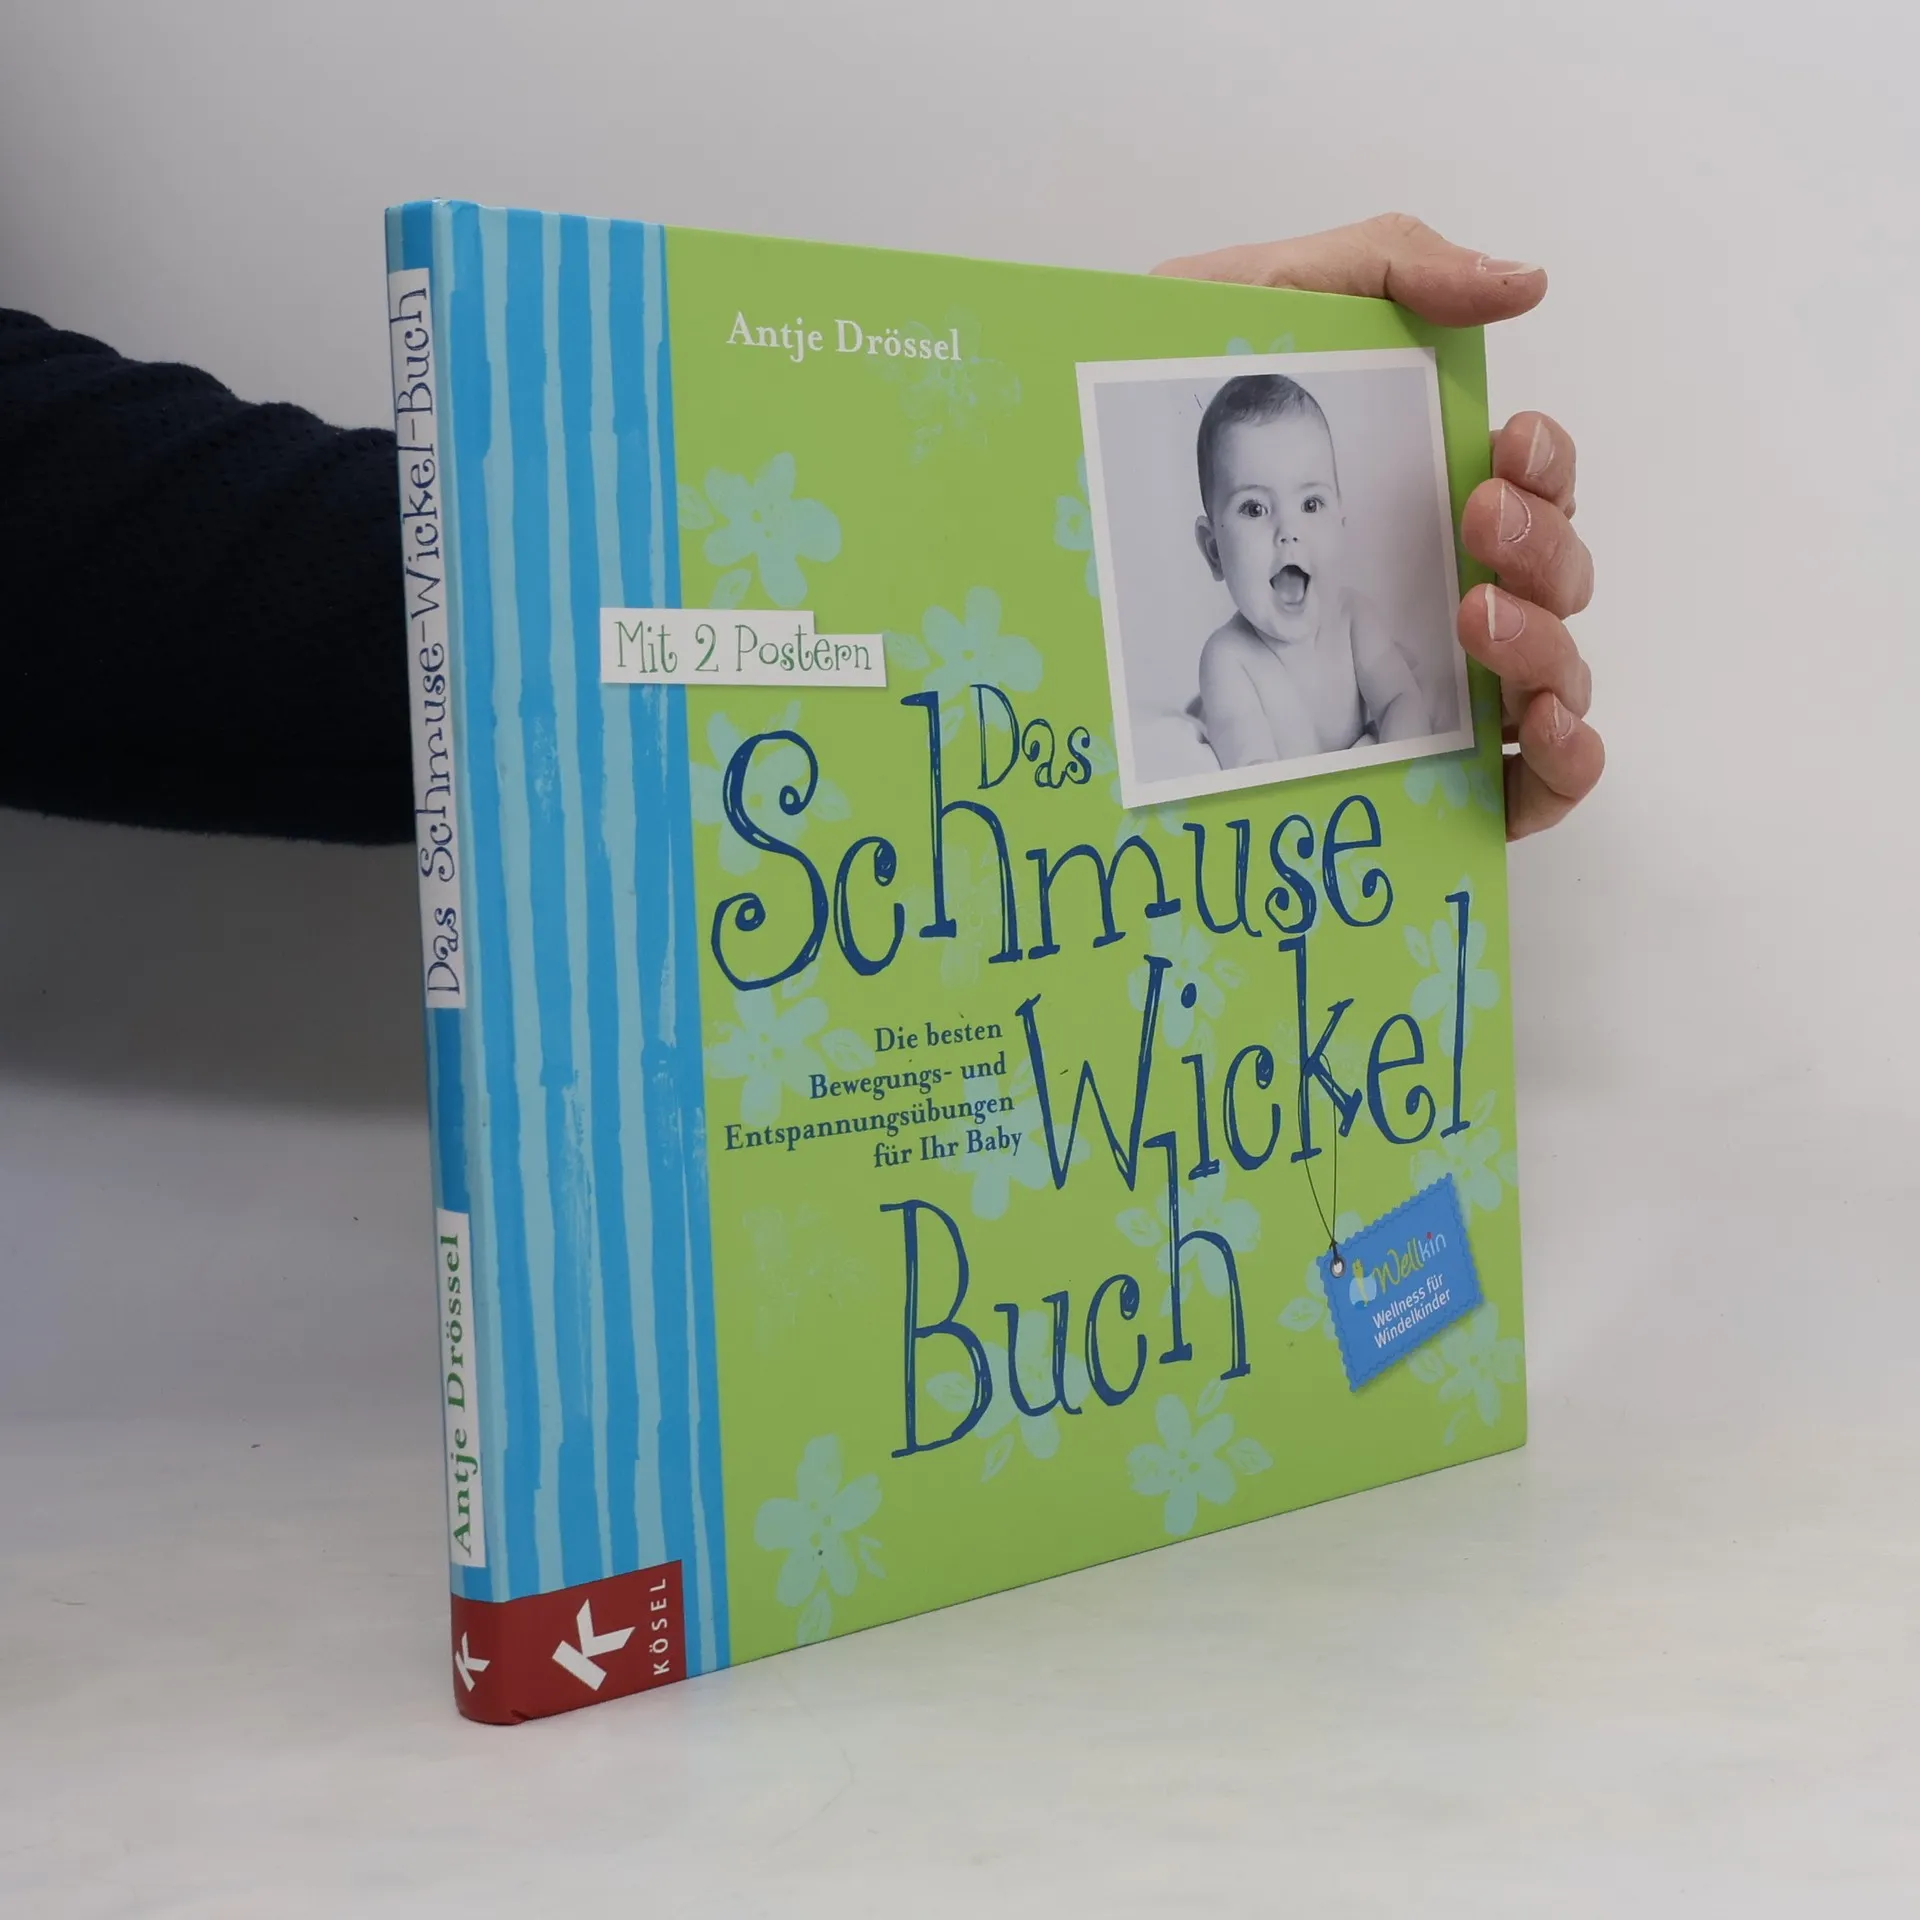 Das Schmuse-Wickel-Buch
Antje Drössel
K
K
KÖSEL
Antje Drössel
Mit 2 Postern
Das
Schmuse
Wickel
Buch
Die besten
Bewegungs- und
Entspannungsübungen
für Ihr Baby
Wellkin
Wellness für
Windelkinder